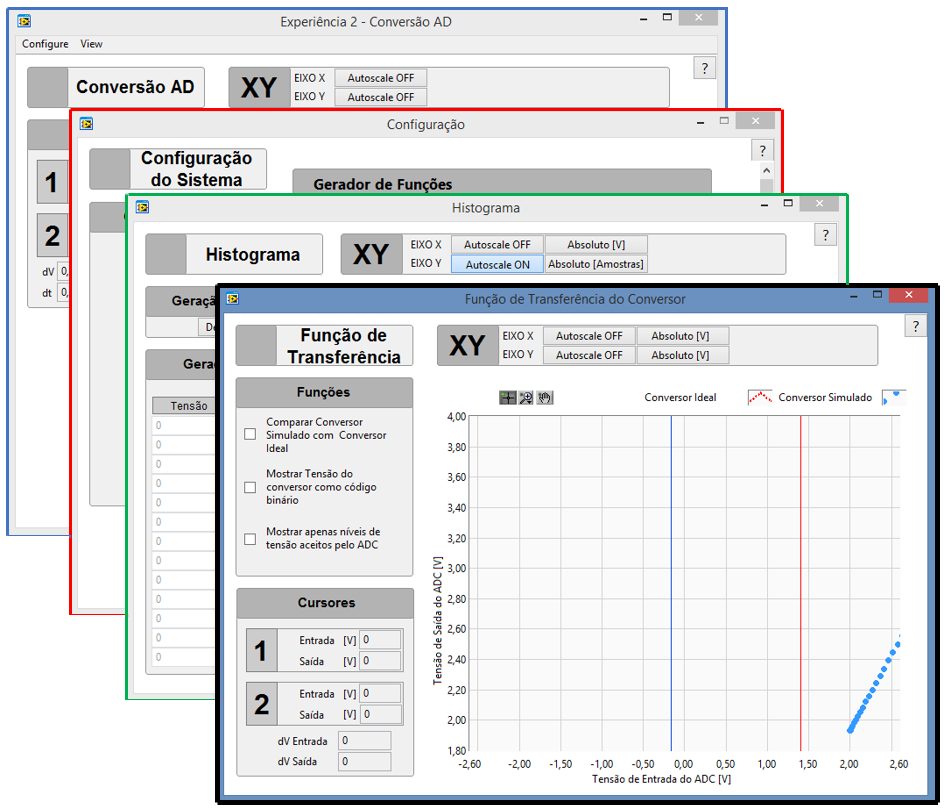 Experiência 2 - Conversão AD
Configure View
Conversão AD
XY
EIXO X Autoscale OFF
EIXO Y Autoscale OFF
?
1
2
dV 0,
dt 0,
Configuração
Configuração
do Sistema
Gerador de Funções
?
Histograma
Histograma
XY
EIXO X Autoscale OFF Absoluto [V]
EIXO Y Autoscale ON Absoluto [Amostras]
?
Tensão
0
0
0
0
0
0
0
0
0
0
0
0
0
Função de Transferência do Conversor
Função de
Transferência
XY
EIXO X Autoscale OFF Absoluto [V]
EIXO Y Autoscale OFF Absoluto [V]
?
Funções
Comparar Conversor
Simulado com Conversor
Ideal
Mostrar Tensão do
conversor como código
binário
Mostrar apenas níveis de
tensão aceitos pelo ADC
Cursores
1
Entrada [V] 0
Saída [V] 0
2
Entrada [V] 0
Saída [V] 0
dV Entrada 0
dV Saída 0
Conversor Ideal Conversor Simulado
Tensão de Saída do ADC [V]
4,00
3,80
3,60
3,40
3,20
3,00
2,80
2,60
2,40
2,20
2,00
1,80
-2,60 -2,00 -1,50 -1,00 -0,50 0,00 0,50 1,00 1,50 2,00 2,60
Tensão de Entrada do ADC [V]